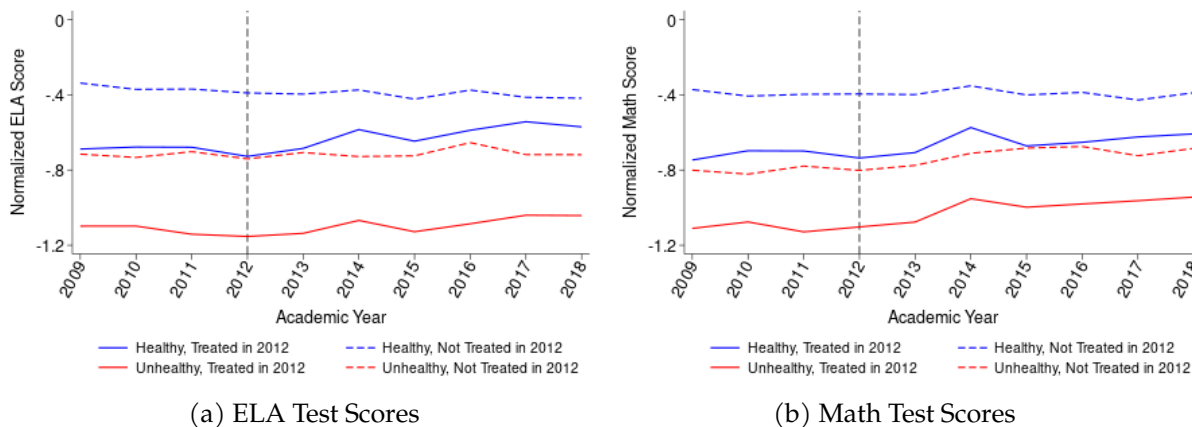 Normalized ELA Score
0
-.4
-.8
-1.2
2009 2010 2011 2012 2013 2014 2015 2016 2017 2018
Academic Year
Healthy, Treated in 2012 Healthy, Not Treated in 2012
Unhealthy, Treated in 2012 Unhealthy, Not Treated in 2012
(a) ELA Test Scores
Normalized Math Score
0
-.4
-.8
-1.2
2009 2010 2011 2012 2013 2014 2015 2016 2017 2018
Academic Year
Healthy, Treated in 2012 Healthy, Not Treated in 2012
Unhealthy, Treated in 2012 Unhealthy, Not Treated in 2012
(b) Math Test Scores